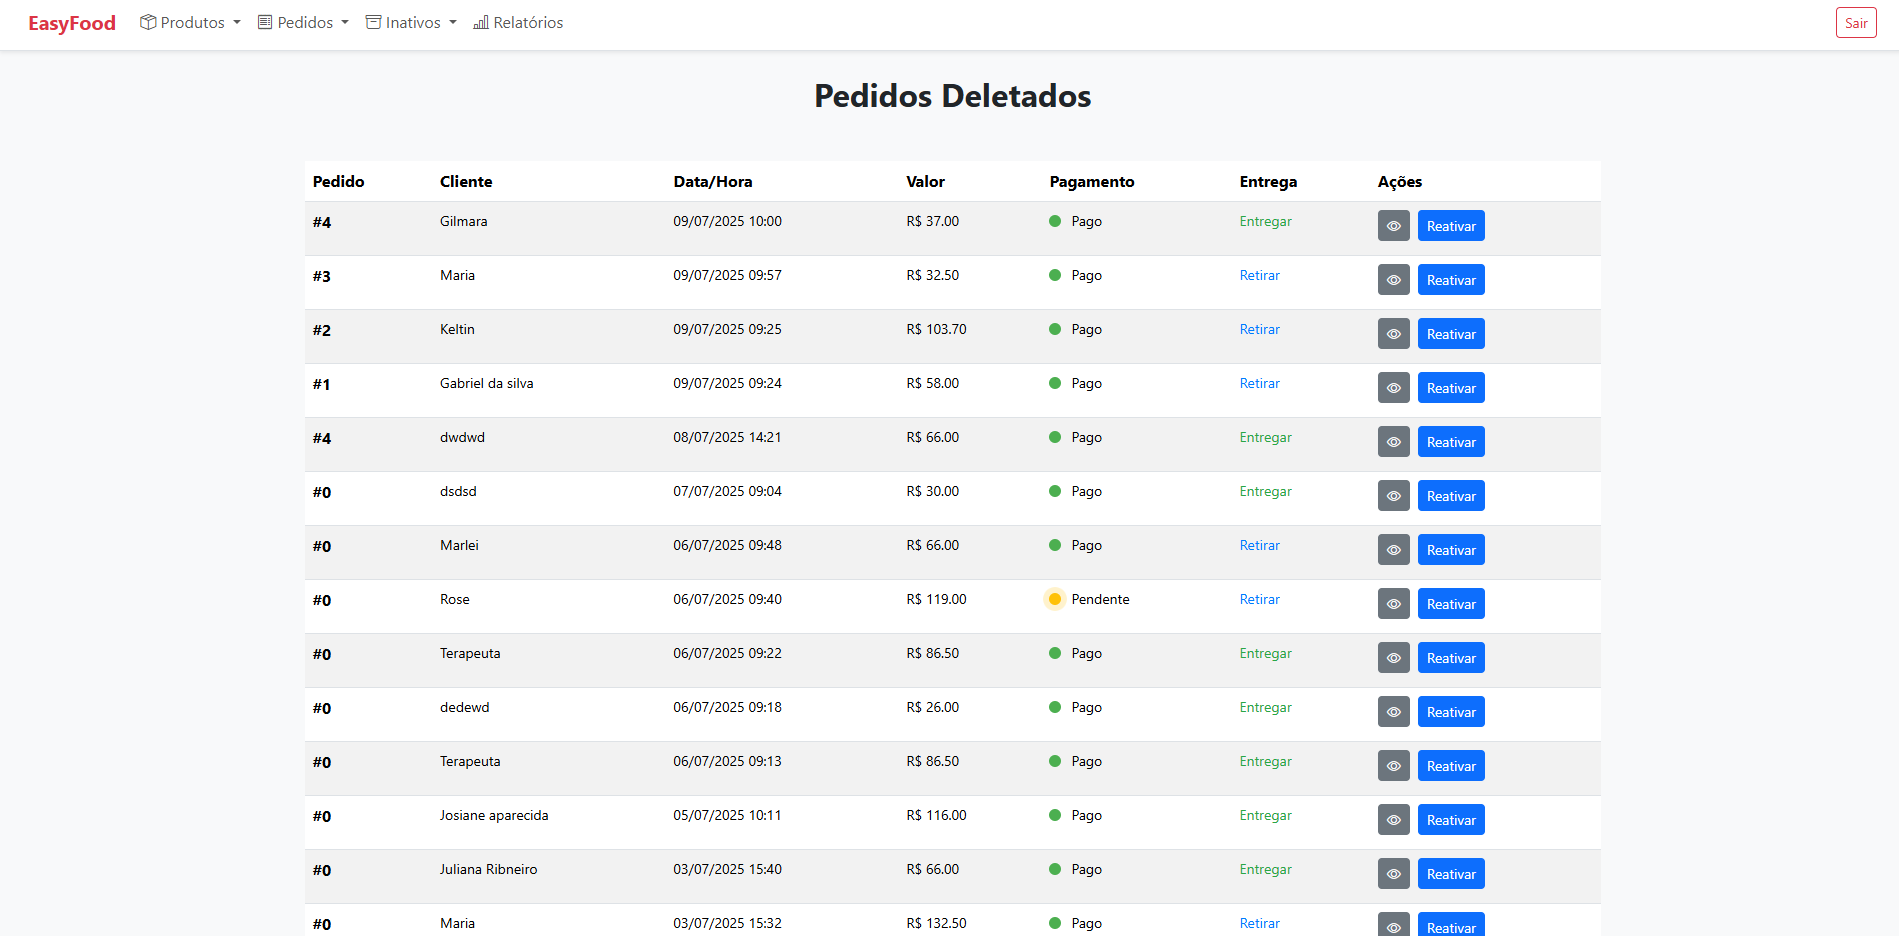 EasyFood Produtos Pedidos Inativos Relatórios Sair
Pedidos Deletados
Pedido Cliente Data/Hora Valor Pagamento Entrega Ações
#4 Gilmara 09/07/2025 10:00 R$ 37.00 Pago Entregar Reativar
#3 Maria 09/07/2025 09:57 R$ 32.50 Pago Retirar Reativar
#2 Keltin 09/07/2025 09:25 R$ 103.70 Pago Retirar Reativar
#1 Gabriel da silva 09/07/2025 09:24 R$ 58.00 Pago Retirar Reativar
#4 dwdwd 08/07/2025 14:21 R$ 66.00 Pago Entregar Reativar
#0 dsdsd 07/07/2025 09:04 R$ 30.00 Pago Entregar Reativar
#0 Marlei 06/07/2025 09:48 R$ 66.00 Pago Retirar Reativar
#0 Rose 06/07/2025 09:40 R$ 119.00 Pendente Retirar Reativar
#0 Terapeuta 06/07/2025 09:22 R$ 86.50 Pago Entregar Reativar
#0 dedewd 06/07/2025 09:18 R$ 26.00 Pago Entregar Reativar
#0 Terapeuta 06/07/2025 09:13 R$ 86.50 Pago Entregar Reativar
#0 Josiane aparecida 05/07/2025 10:11 R$ 116.00 Pago Entregar Reativar
#0 Juliana Ribneiro 03/07/2025 15:40 R$ 66.00 Pago Entregar Reativar
#0 Maria 03/07/2025 15:32 R$ 132.50 Pago Retirar Reativar